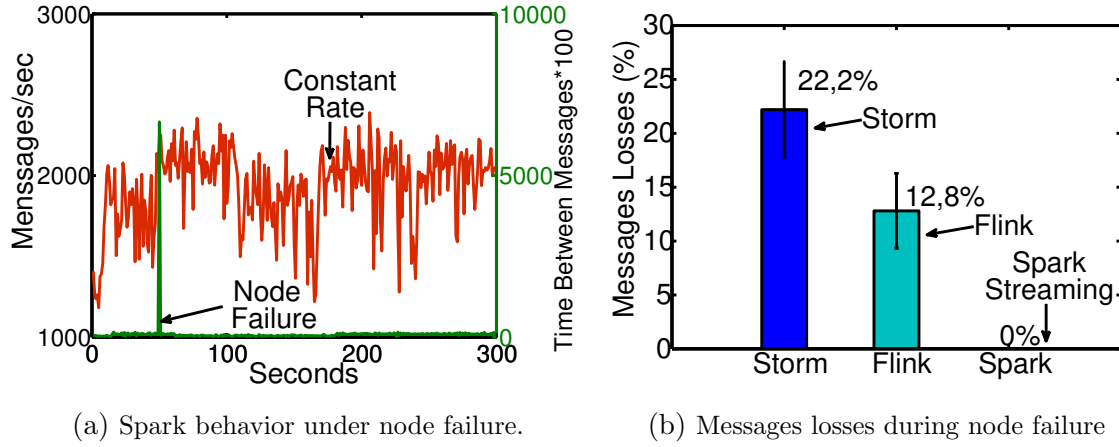 3000
2000
1000
Menssages/sec
10000
5000
0
Time Between Messages*100
Constant
Rate
Node
Failure
0
100
200
300
Seconds
(a) Spark behavior under node failure.
30
25
20
15
10
5
0
Messages Losses (%)
22,2%
Storm
12,8%
Flink
Spark
Streaming
0%
Storm
Flink
Spark
(b) Messages losses during node failure